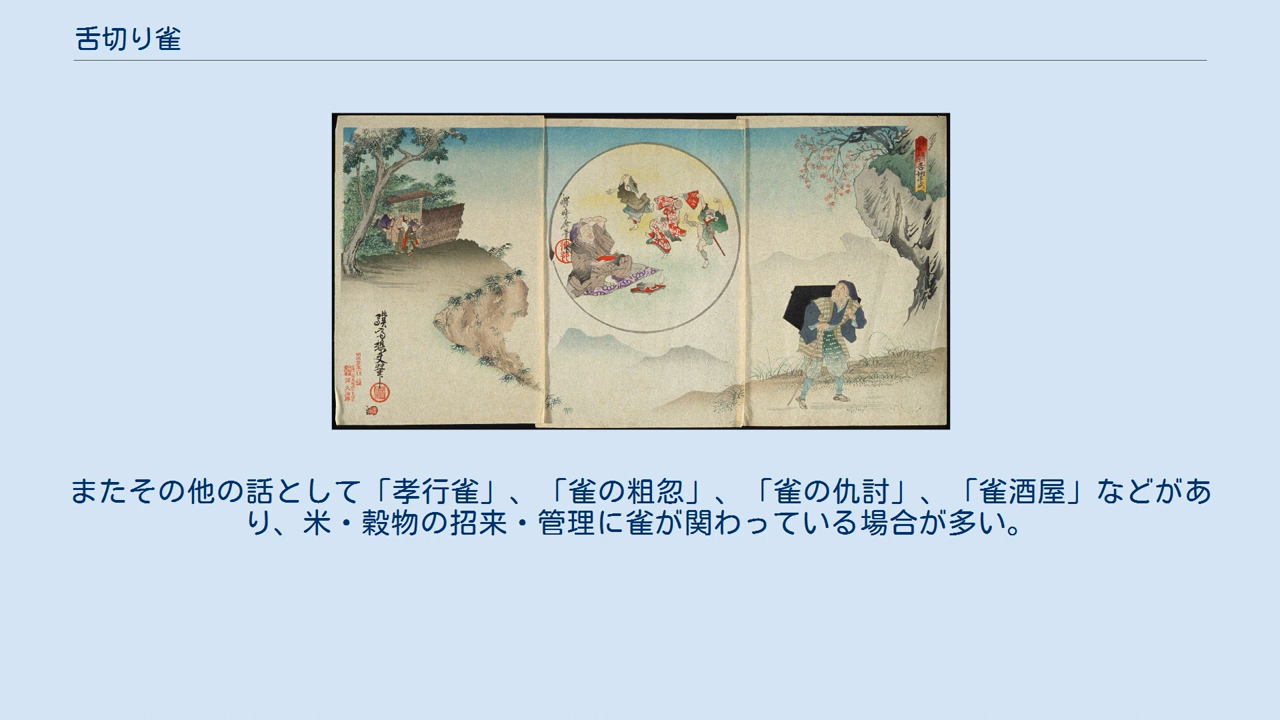 舌切り雀
またその他の話として「孝行雀」、「雀の粗忽」、「雀の仇討」、「雀酒屋」などがあ
り、米・穀物の招来・管理に雀が関わっている場合が多い。